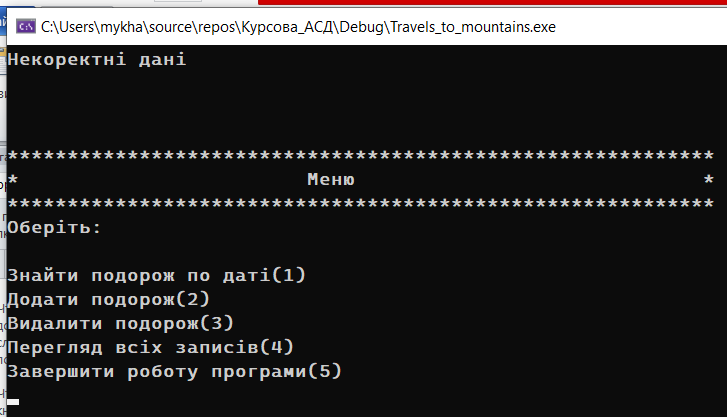 C:\Users\mykha\source\repos\Курсова_АСД\Debug\Travels_to_mountains.exe
Некоректні дані
***********************************************************
* Меню *
***********************************************************
Оберіть:
Знайти подорож по даті(1)
Додати подорож(2)
Видалити подорож(3)
Перегляд всіх записів(4)
Завершити роботу програми(5)